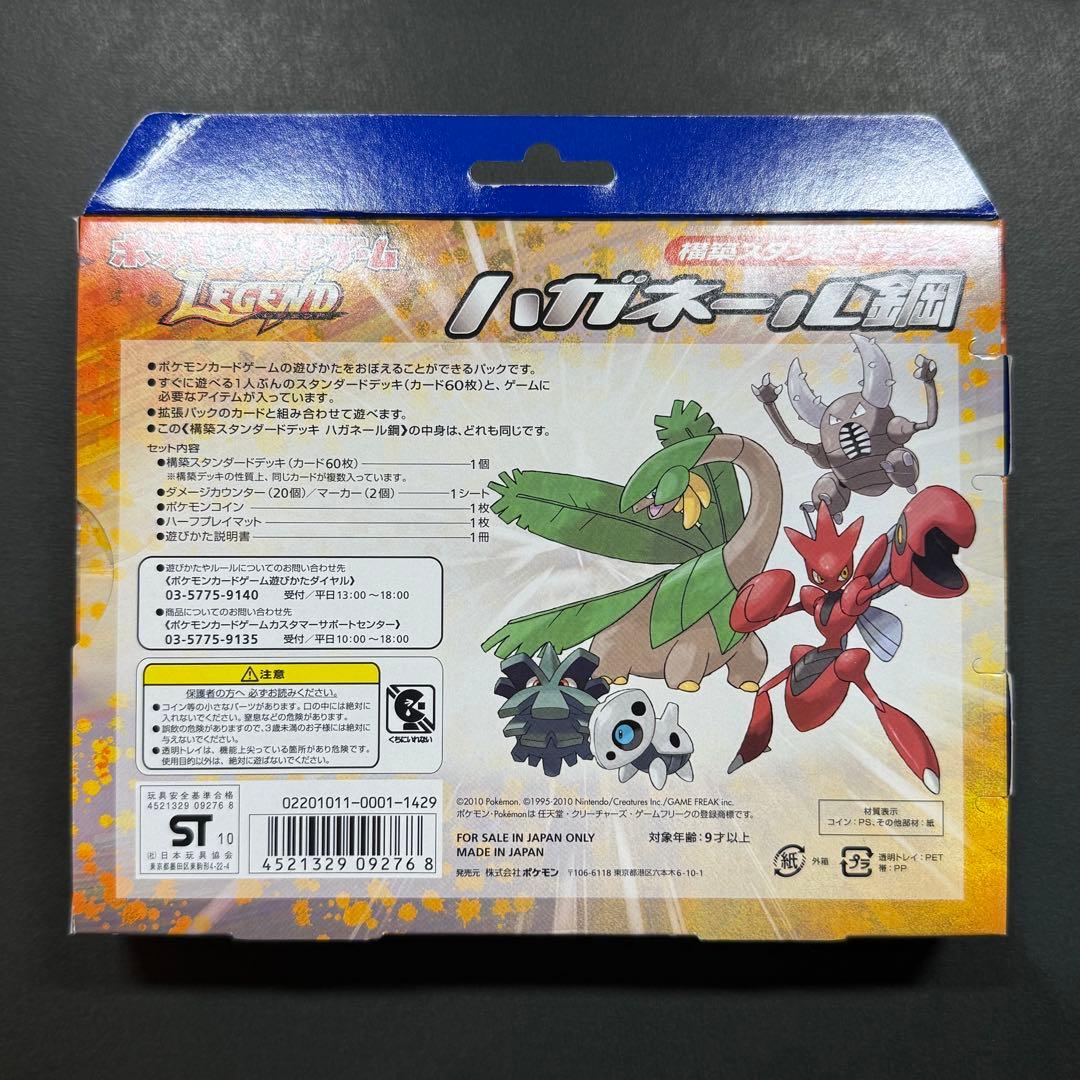 ポケモンカードゲーム
LEGEND
構築スタンダードデッキ
ハガネール鋼
●ポケモンカードゲームの遊びかたをおぼえることができるパックです。
●すぐに遊べる1人ぶんのスタンダードデッキ(カード60枚)と、ゲームに
必要なアイテムが入っています。
●拡張パックのカードと組み合わせて遊べます。
●この《構築スタンダードデッキ ハガネール鋼》の中身は、どれも同じです。
セット内容
●構築スタンダードデッキ(カード60枚)――1個
※構築デッキの性質上、同じカードが複数入っています。
●ダメージカウンター(20個)/マーカー(2個)――1シート
●ポケモンコイン――1枚
●ハーフプレイマット――1枚
●遊びかた説明書――1冊
●遊びかたやルールについてのお問い合わせ先
《ポケモンカードゲーム遊びかたダイヤル》
03-5775-9140 受付/平日13:00～18:00
●商品についてのお問い合わせ先
《ポケモンカードゲームカスタマーサポートセンター》
03-5775-9135 受付/平日10:00～18:00
注意
保護者の方へ 必ずお読みください。
●コイン等の小さなパーツがあります。口の中には絶対に
入れないでください。窒息などの危険があります。
●誤飲の危険がありますので、3歳未満のお子様には絶対に
与えないでください。
●透明トレイは、機能上尖っている箇所があり危険です。
使用目的以外は、絶対に遊ばないでください。
くちにいれない
玩具安全基準合格
4521329 09276 8
ST 10
(社)日本玩具協会
東京都墨田区東駒形4-22-4
02201011-0001-1429
4 521329 092768
©2010 Pokémon. ©1995-2010 Nintendo/Creatures Inc./GAME FREAK inc.
ポケモン・Pokémonは 任天堂・クリーチャーズ・ゲームフリークの登録商標です。
FOR SALE IN JAPAN ONLY 対象年齢:9才以上
MADE IN JAPAN
発売元 株式会社ポケモン 〒106-6118 東京都港区六本木6-10-1
材質表示
コイン:PS、その他部材:紙
紙 外箱
プラ 透明トレイ:PET
帯:PP